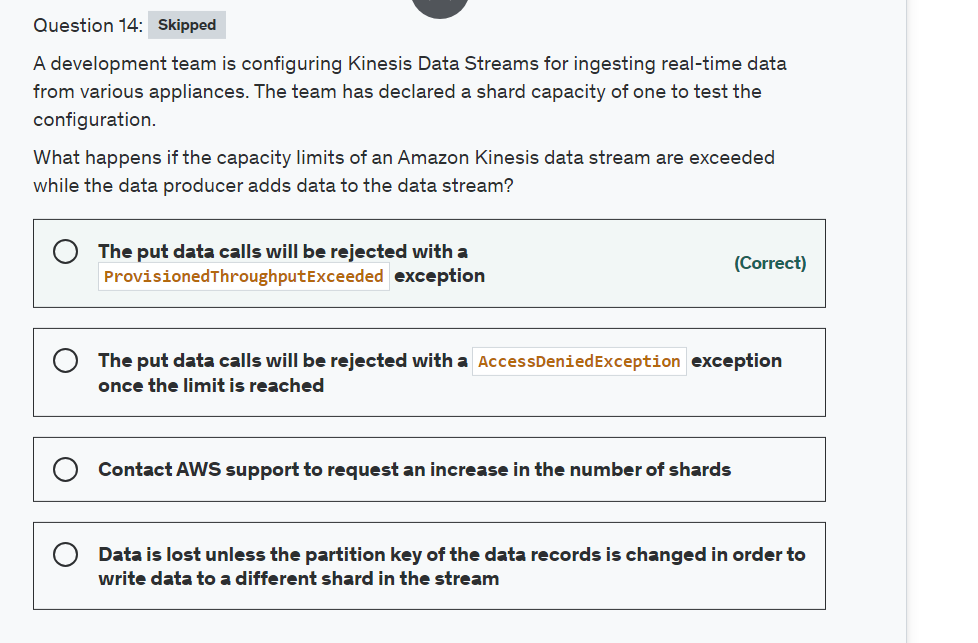 Question 14: Skipped
A development team is configuring Kinesis Data Streams for ingesting real-time data
from various appliances. The team has declared a shard capacity of one to test the
configuration.
What happens if the capacity limits of an Amazon Kinesis data stream are exceeded
while the data producer adds data to the data stream?
The put data calls will be rejected with a
ProvisionedThroughputExceeded exception
(Correct)
The put data calls will be rejected with a AccessDeniedException exception
once the limit is reached
Contact AWS support to request an increase in the number of shards
Data is lost unless the partition key of the data records is changed in order to
write data to a different shard in the stream